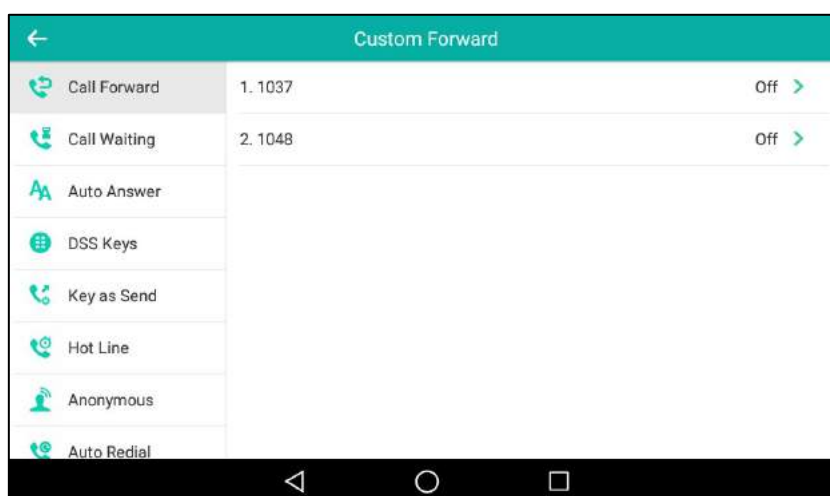 Custom Forward
Call Forward
1. 1037 Off
Call Waiting
2. 1048 Off
AA Auto Answer
DSS Keys
Key as Send
Hot Line
Anonymous
Auto Redial